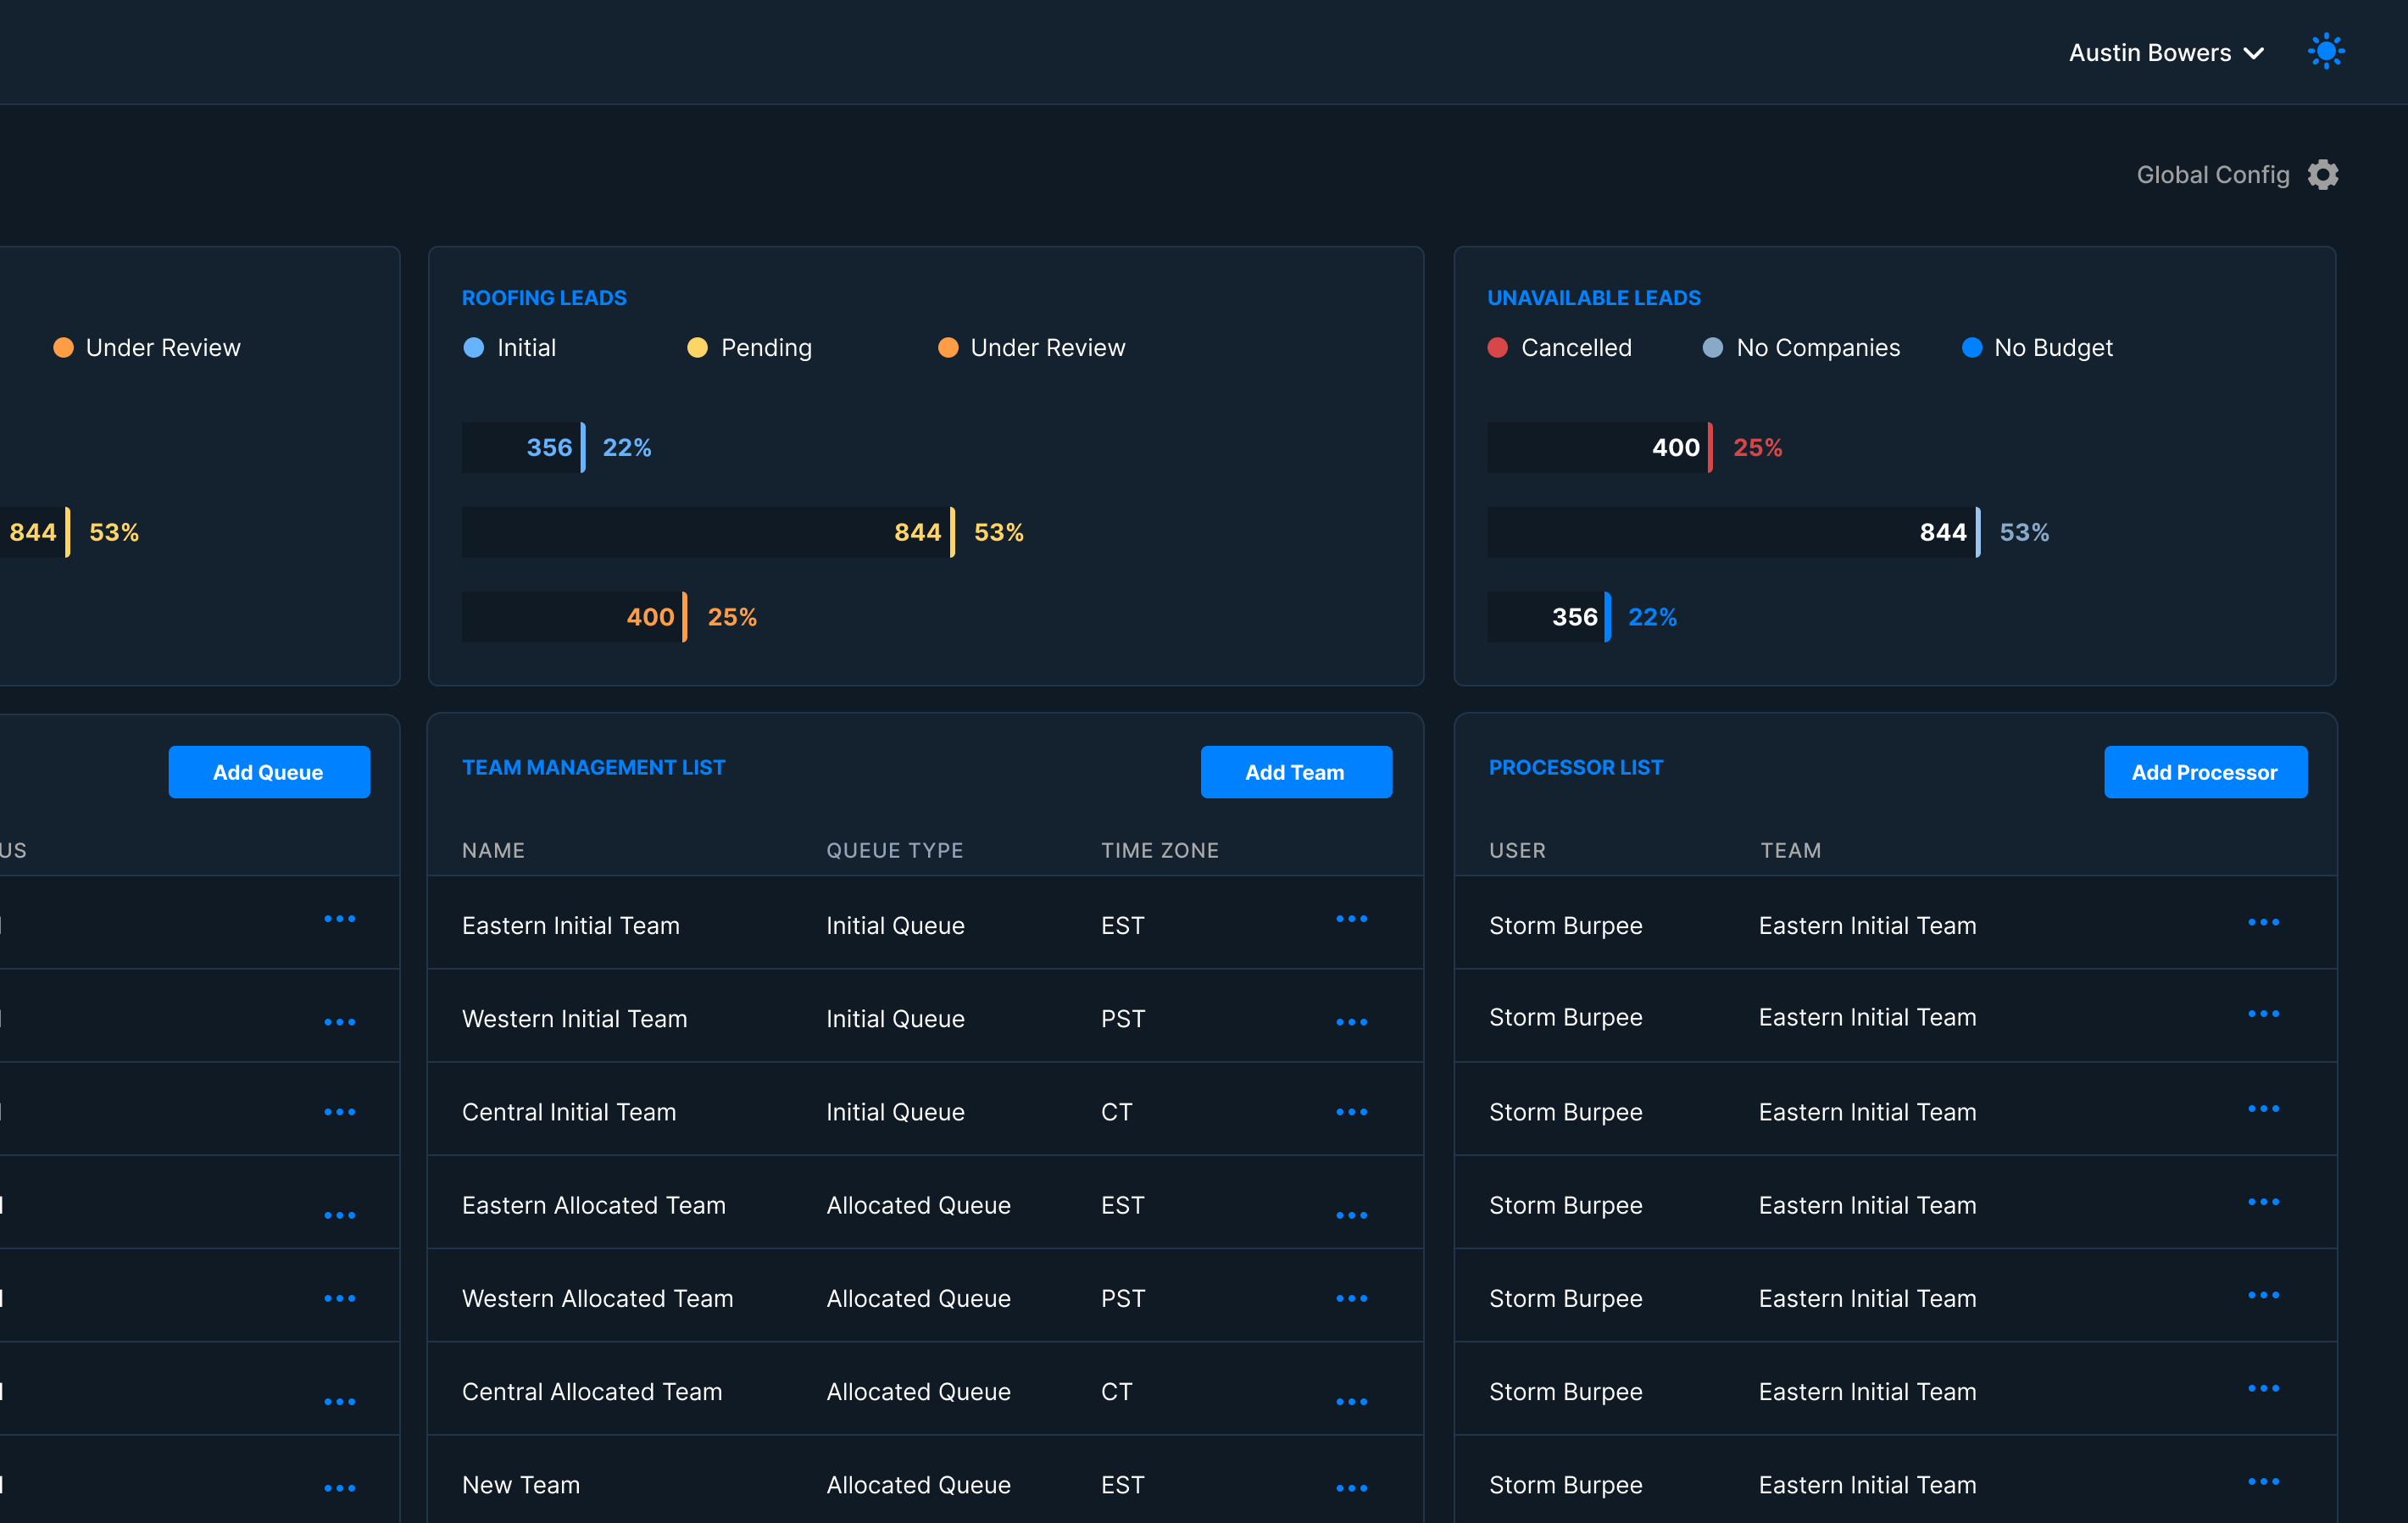 Austin Bowers
Global Config
Under Review
844 53%
ROOFING LEADS
Initial Pending Under Review
356 22%
844 53%
400 25%
UNAVAILABLE LEADS
Cancelled No Companies No Budget
400 25%
844 53%
356 22%
Add Queue
US
TEAM MANAGEMENT LIST Add Team
NAME QUEUE TYPE TIME ZONE
Eastern Initial Team Initial Queue EST
Western Initial Team Initial Queue PST
Central Initial Team Initial Queue CT
Eastern Allocated Team Allocated Queue EST
Western Allocated Team Allocated Queue PST
Central Allocated Team Allocated Queue CT
New Team Allocated Queue EST
PROCESSOR LIST Add Processor
USER TEAM
Storm Burpee Eastern Initial Team
Storm Burpee Eastern Initial Team
Storm Burpee Eastern Initial Team
Storm Burpee Eastern Initial Team
Storm Burpee Eastern Initial Team
Storm Burpee Eastern Initial Team
Storm Burpee Eastern Initial Team